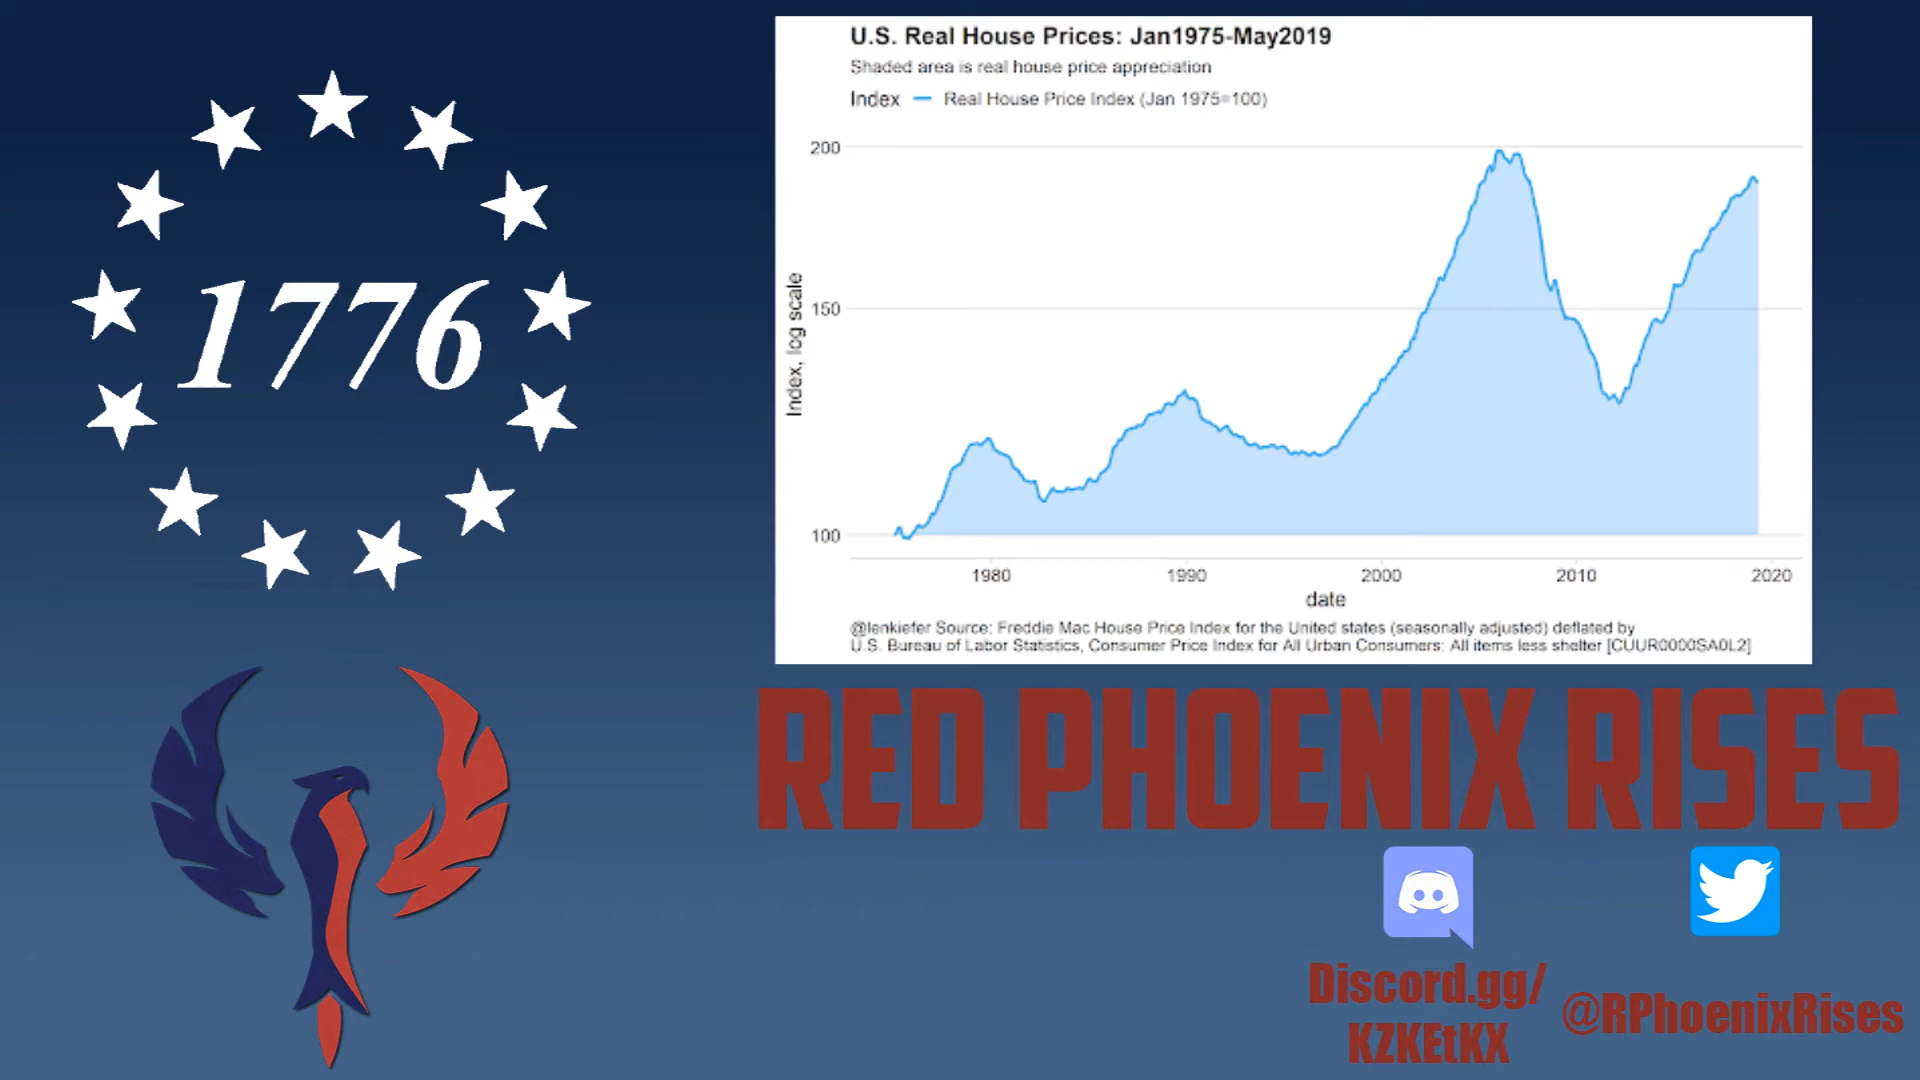 1776
U.S. Real House Prices: Jan1975-May2019
Shaded area is real house price appreciation
Index Real House Price Index (Jan 1975=100)
200
150
100
Index, log scale
1980 1990 2000 2010 2020
date
@lenkiefer Source: Freddie Mac House Price Index for the United states (seasonally adjusted) deflated by
U.S. Bureau of Labor Statistics, Consumer Price Index for All Urban Consumers: All items less shelter [CUUR0000SA0L2]
RED PHOENIX RISES
Discord.gg/
KZKEtKX
@RPhoenixRises